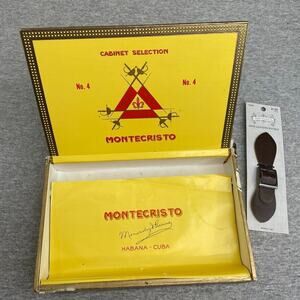 CABINET SELECTION
No. 4
No. 4
MONTECRISTO
MONTECRISTO
HABANA - CUBA